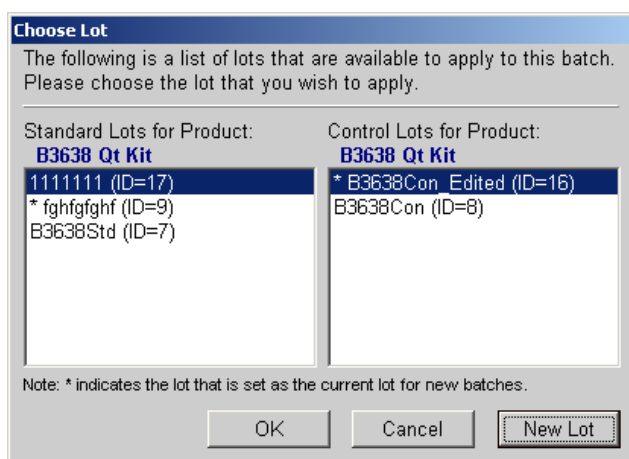 Choose Lot
The following is a list of lots that are available to apply to this batch.
Please choose the lot that you wish to apply.
Standard Lots for Product:
B3638 Qt Kit
1111111 (ID=17)
* fghfgfghf (ID=9)
B3638Std (ID=7)
Control Lots for Product:
B3638 Qt Kit
* B3638Con_Edited (ID=16)
B3638Con (ID=8)
Note: * indicates the lot that is set as the current lot for new batches.
OK
Cancel
New Lot